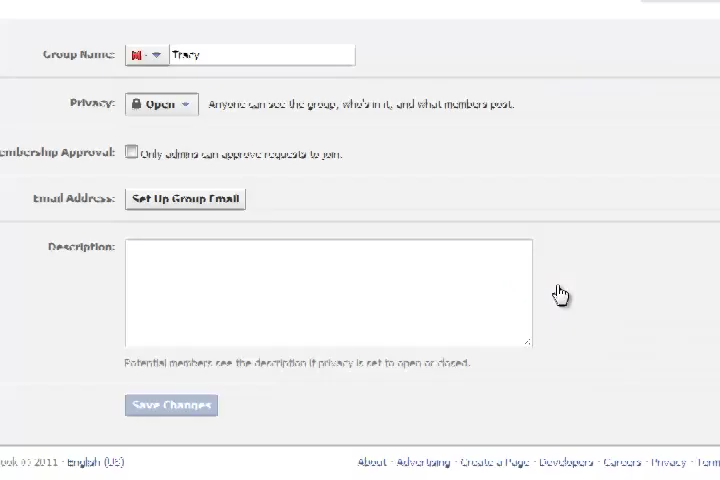 Group Name: Tracy
Privacy: Open Anyone can see the group, who's in it, and what members post.
embership Approval: Only admins can approve requests to join.
Email Address: Set Up Group Email
Description:
Potential members see the description if privacy is set to open or closed.
Save Changes
ook © 2011 · English (US) About · Advertising · Create a Page · Developers · Careers · Privacy · Term